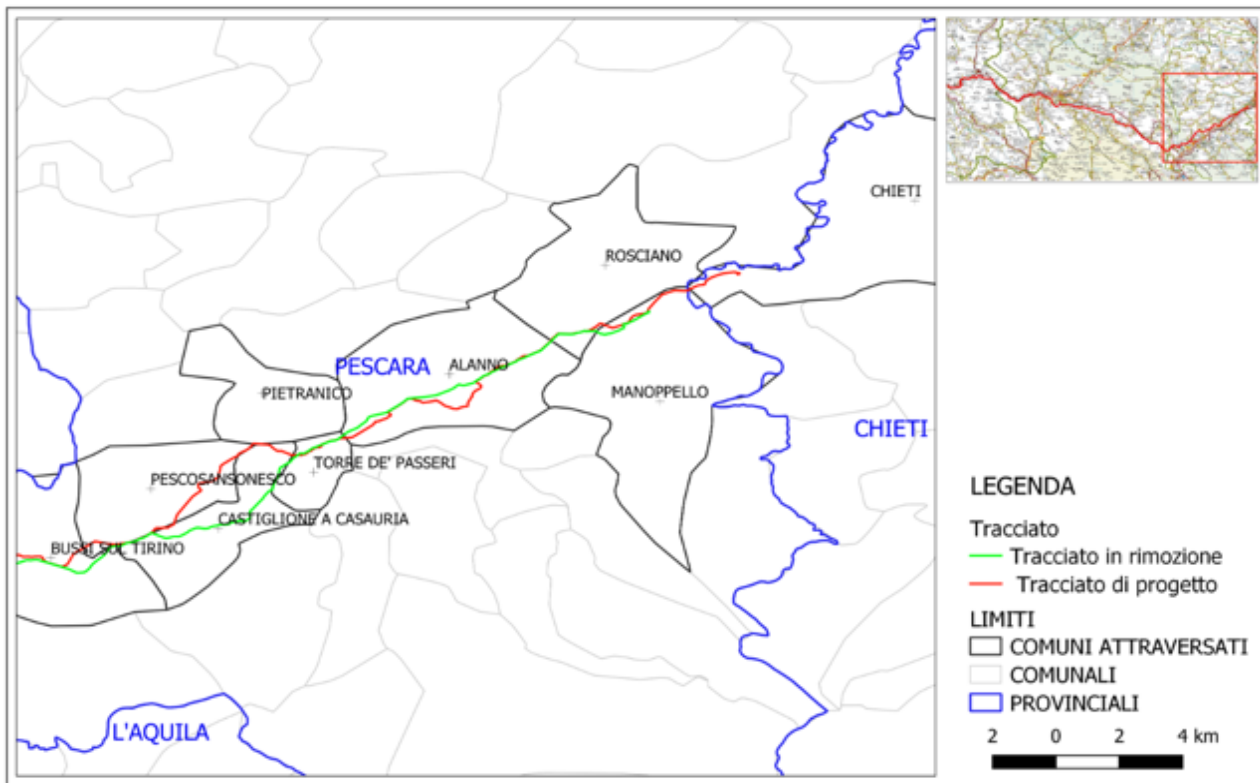 CHIETI
ROSCIANO
PESCARA
ALANNO
PIETRANICO
MANOPPELLO
CHIETI
TORRE DE' PASSERI
PESCOSANSONESCO
CASTIGLIONE A CASAURIA
BUSSI SUL TIRINO
L'AQUILA
LEGENDA
Tracciato
Tracciato in rimozione
Tracciato di progetto
LIMITI
COMUNI ATTRAVERSATI
COMUNALI
PROVINCIALI
2 0 2 4 km